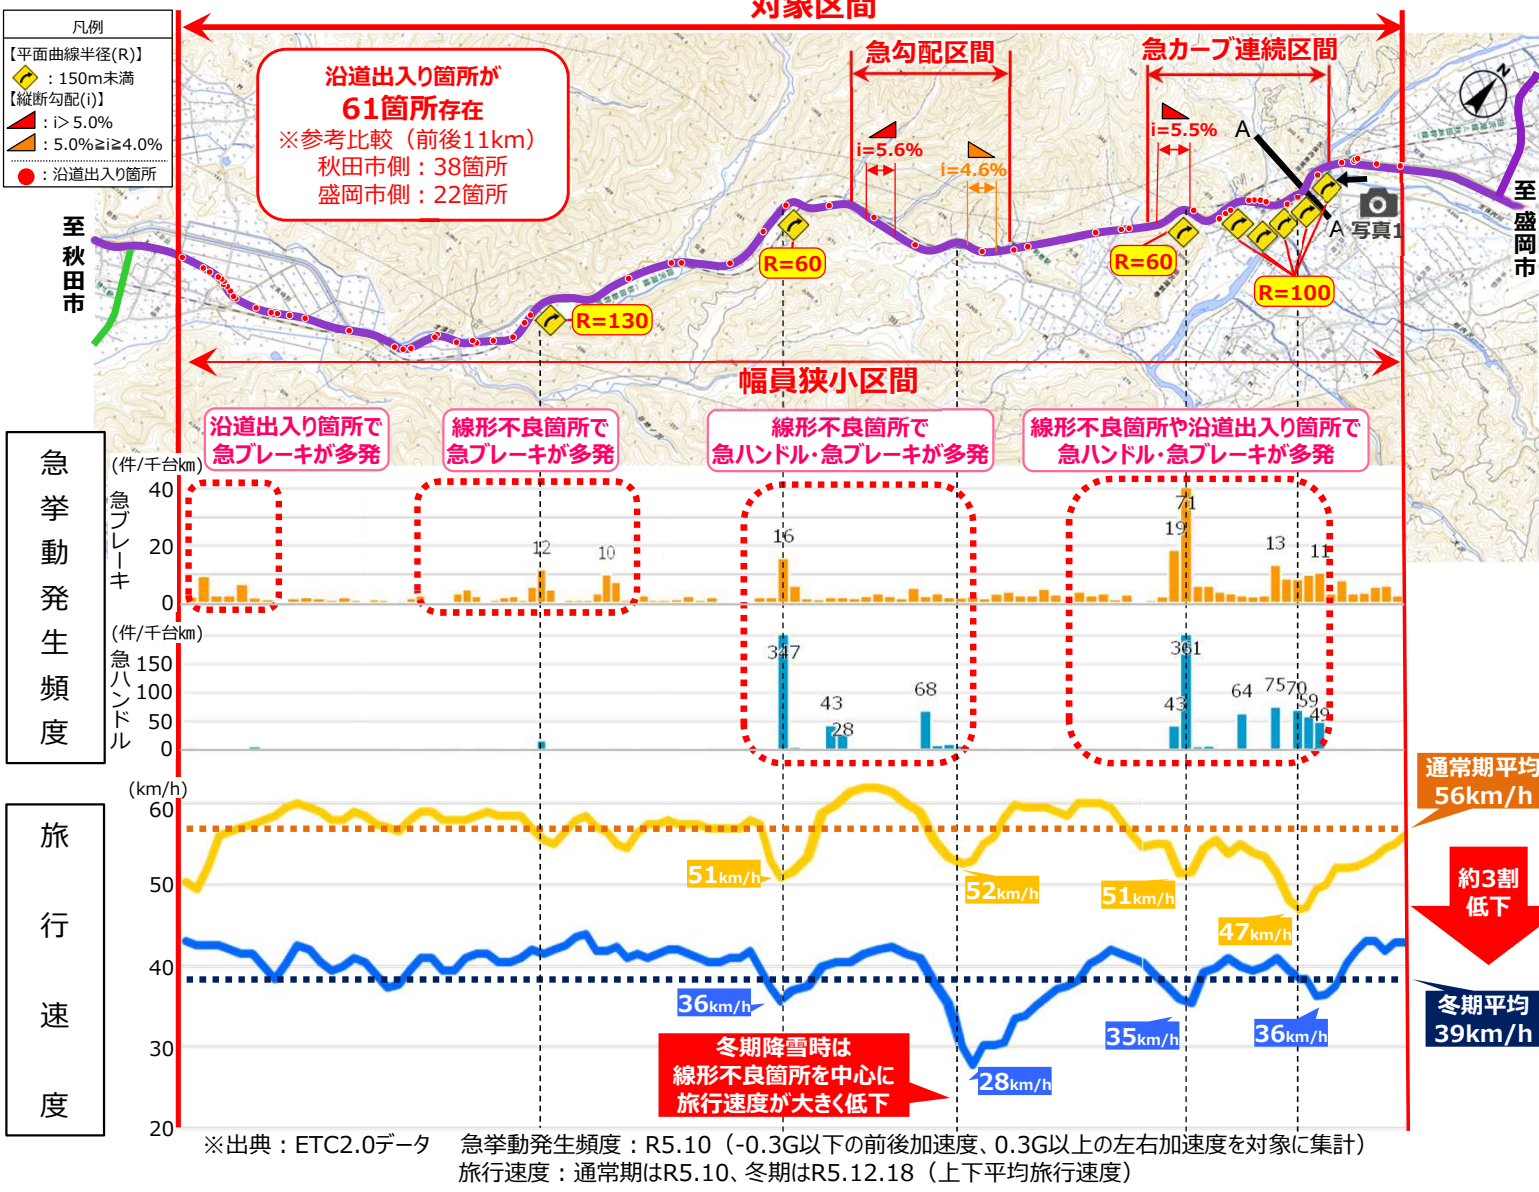 対象区間
凡例
【平面曲線半径(R)】
：150m未満
【縦断勾配(i)】
：i＞5.0%
：5.0%≧i≧4.0%
：沿道出入り箇所
沿道出入り箇所が
61箇所存在
※参考比較（前後11km）
秋田市側：38箇所
盛岡市側：22箇所
急勾配区間
急カーブ連続区間
i=5.6%
i=4.6%
i=5.5%
A
A
N
写真1
至秋田市
至盛岡市
R=130
R=60
R=60
R=100
幅員狭小区間
沿道出入り箇所で
急ブレーキが多発
線形不良箇所で
急ブレーキが多発
線形不良箇所で
急ハンドル・急ブレーキが多発
線形不良箇所や沿道出入り箇所で
急ハンドル・急ブレーキが多発
急挙動発生頻度
(件/千台km)
急ブレーキ
40
20
0
12
10
16
19
71
13
11
(件/千台km)
急ハンドル
150
100
50
0
347
43
28
68
43
361
64
75
70
59
49
旅行速度
(km/h)
60
50
40
30
20
51km/h
52km/h
51km/h
47km/h
36km/h
28km/h
35km/h
36km/h
通常期平均
56km/h
約3割
低下
冬期平均
39km/h
冬期降雪時は
線形不良箇所を中心に
旅行速度が大きく低下
※出典：ETC2.0データ　急挙動発生頻度：R5.10（-0.3G以下の前後加速度、0.3G以上の左右加速度を対象に集計）
旅行速度：通常期はR5.10、冬期はR5.12.18（上下平均旅行速度）